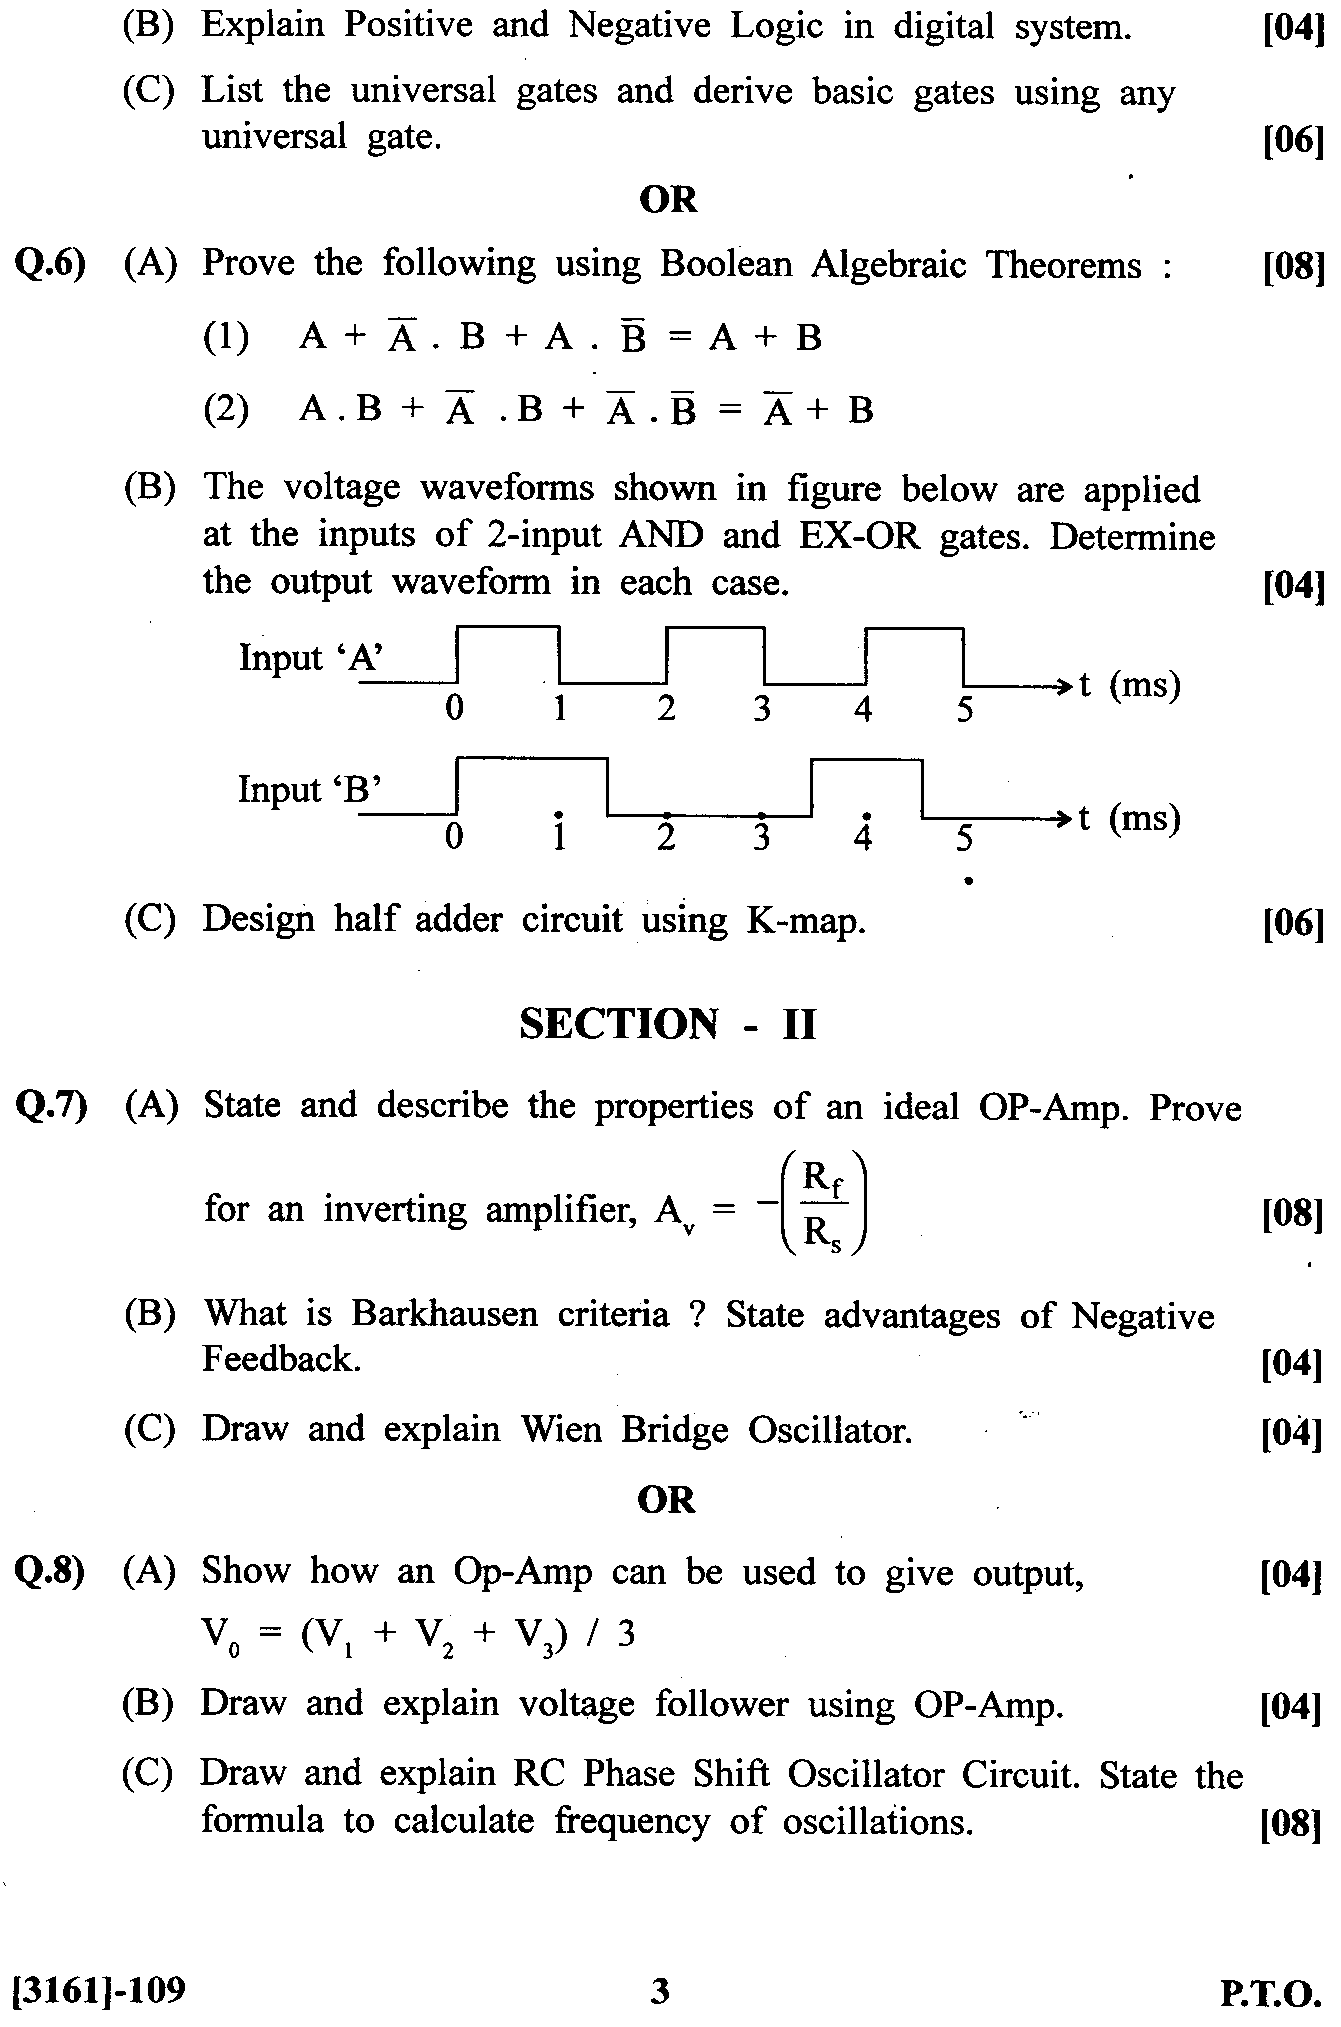 (B) Explain Positive and Negative Logic in digital system. [04]
(C) List the universal gates and derive basic gates using any
universal gate. [06]
OR
Q.6) (A) Prove the following using Boolean Algebraic Theorems : [08]
(1) A + A̅ . B + A . B̅ = A + B
(2) A . B + A̅ . B + A̅ . B̅ = A̅ + B
(B) The voltage waveforms shown in figure below are applied
at the inputs of 2-input AND and EX-OR gates. Determine
the output waveform in each case. [04]
Input ‘A’ t (ms)
0 1 2 3 4 5
Input ‘B’ t (ms)
0 1 2 3 4 5
(C) Design half adder circuit using K-map. [06]
SECTION - II
Q.7) (A) State and describe the properties of an ideal OP-Amp. Prove
for an inverting amplifier, Aᵥ = −(R_f / R_s) [08]
(B) What is Barkhausen criteria ? State advantages of Negative
Feedback. [04]
(C) Draw and explain Wien Bridge Oscillator. [04]
OR
Q.8) (A) Show how an Op-Amp can be used to give output, [04]
V₀ = (V₁ + V₂ + V₃) / 3
(B) Draw and explain voltage follower using OP-Amp. [04]
(C) Draw and explain RC Phase Shift Oscillator Circuit. State the
formula to calculate frequency of oscillations. [08]
[3161]-109 3 P.T.O.